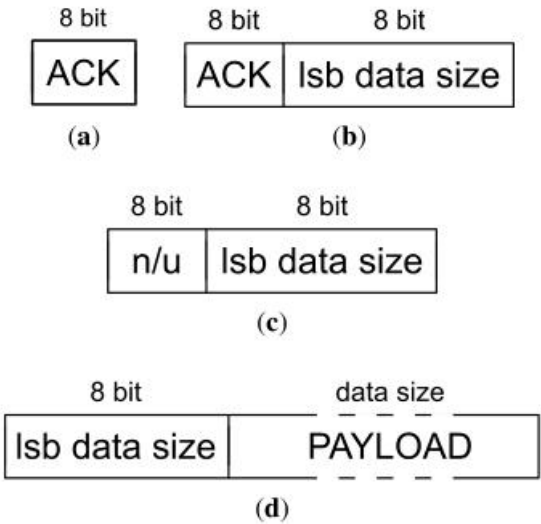 8 bit 8 bit 8 bit
ACK ACK lsb data size
(a) (b)
8 bit 8 bit
n/u lsb data size
(c)
8 bit data size
lsb data size PAYLOAD
(d)